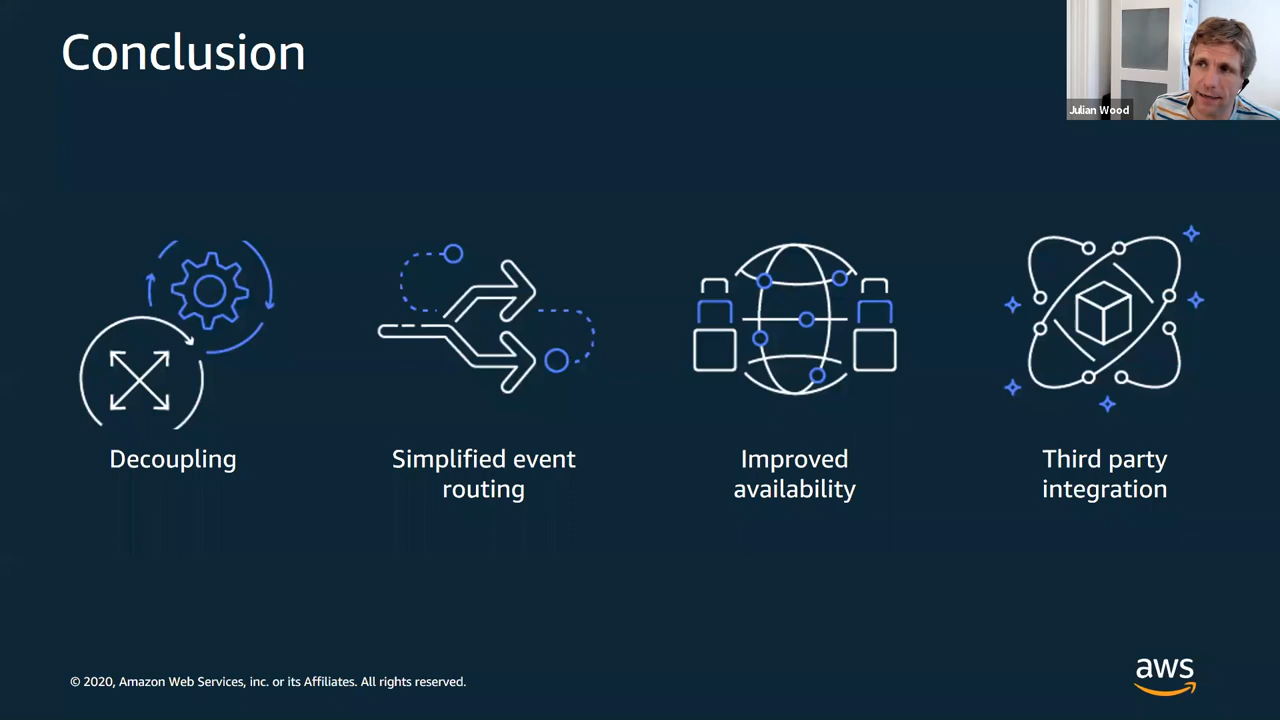 Conclusion
Julian Wood
Decoupling
Simplified event
routing
Improved
availability
Third party
integration
© 2020, Amazon Web Services, inc. or its Affiliates. All rights reserved.
aws